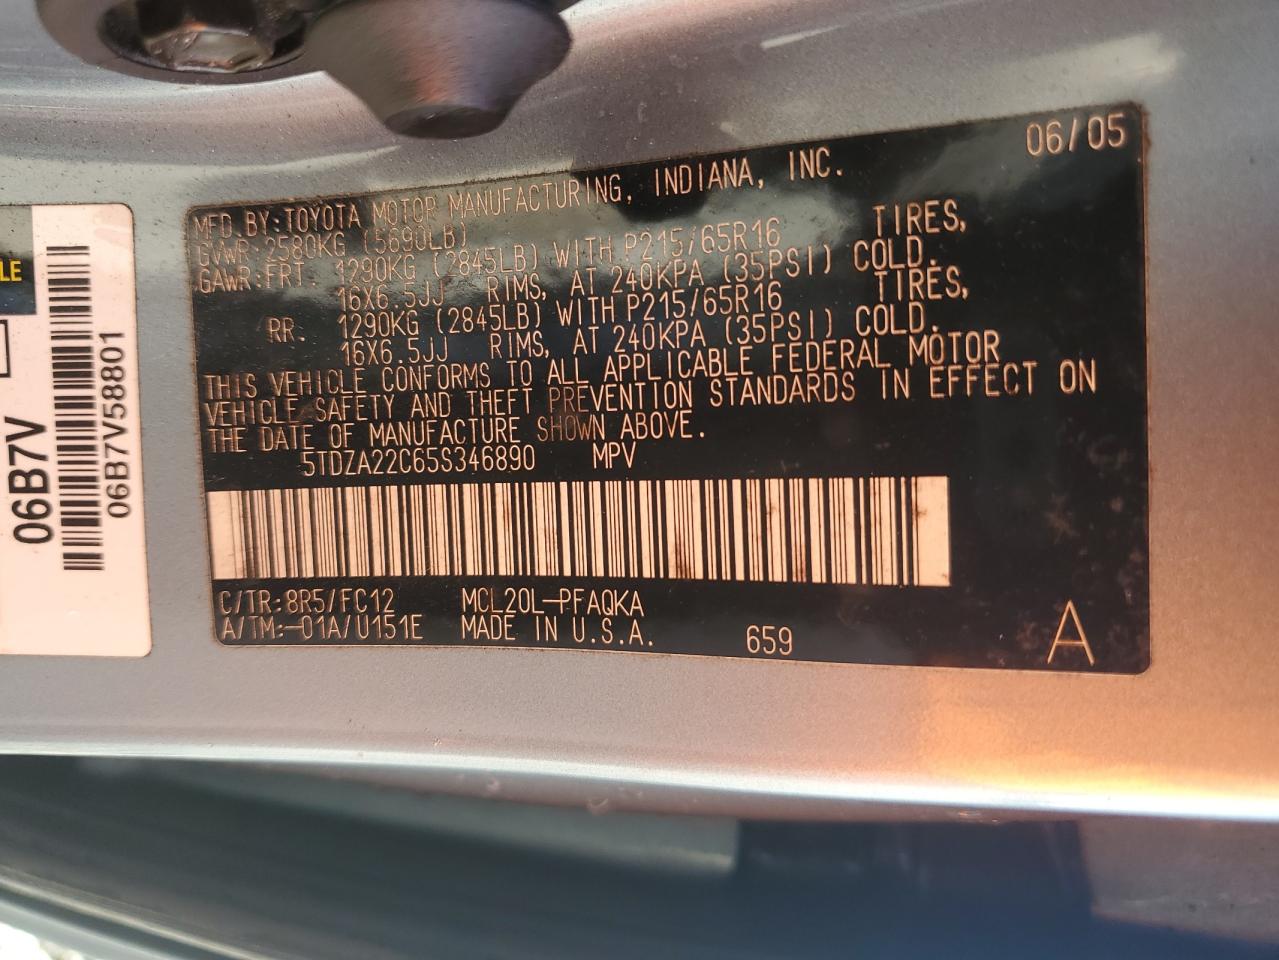 06/05
MFD BY:TOYOTA MOTOR MANUFACTURING, INDIANA, INC.
GVWR 2580KG (5690LB)
GAWR:FRT. 1290KG (2845LB) WITH P215/65R16 TIRES,
16X6.5JJ RIMS, AT 240KPA (35PSI) COLD.
RR. 1290KG (2845LB) WITH P215/65R16 TIRES,
16X6.5JJ RIMS, AT 240KPA (35PSI) COLD.
THIS VEHICLE CONFORMS TO ALL APPLICABLE FEDERAL MOTOR
VEHICLE SAFETY AND THEFT PREVENTION STANDARDS IN EFFECT ON
THE DATE OF MANUFACTURE SHOWN ABOVE.
5TDZA22C65S346890 MPV
C/TR:8R5/FC12 MCL20L-PFAQKA
A/TM:-01A/U151E MADE IN U.S.A. 659 A
06B7V
06B7V58801